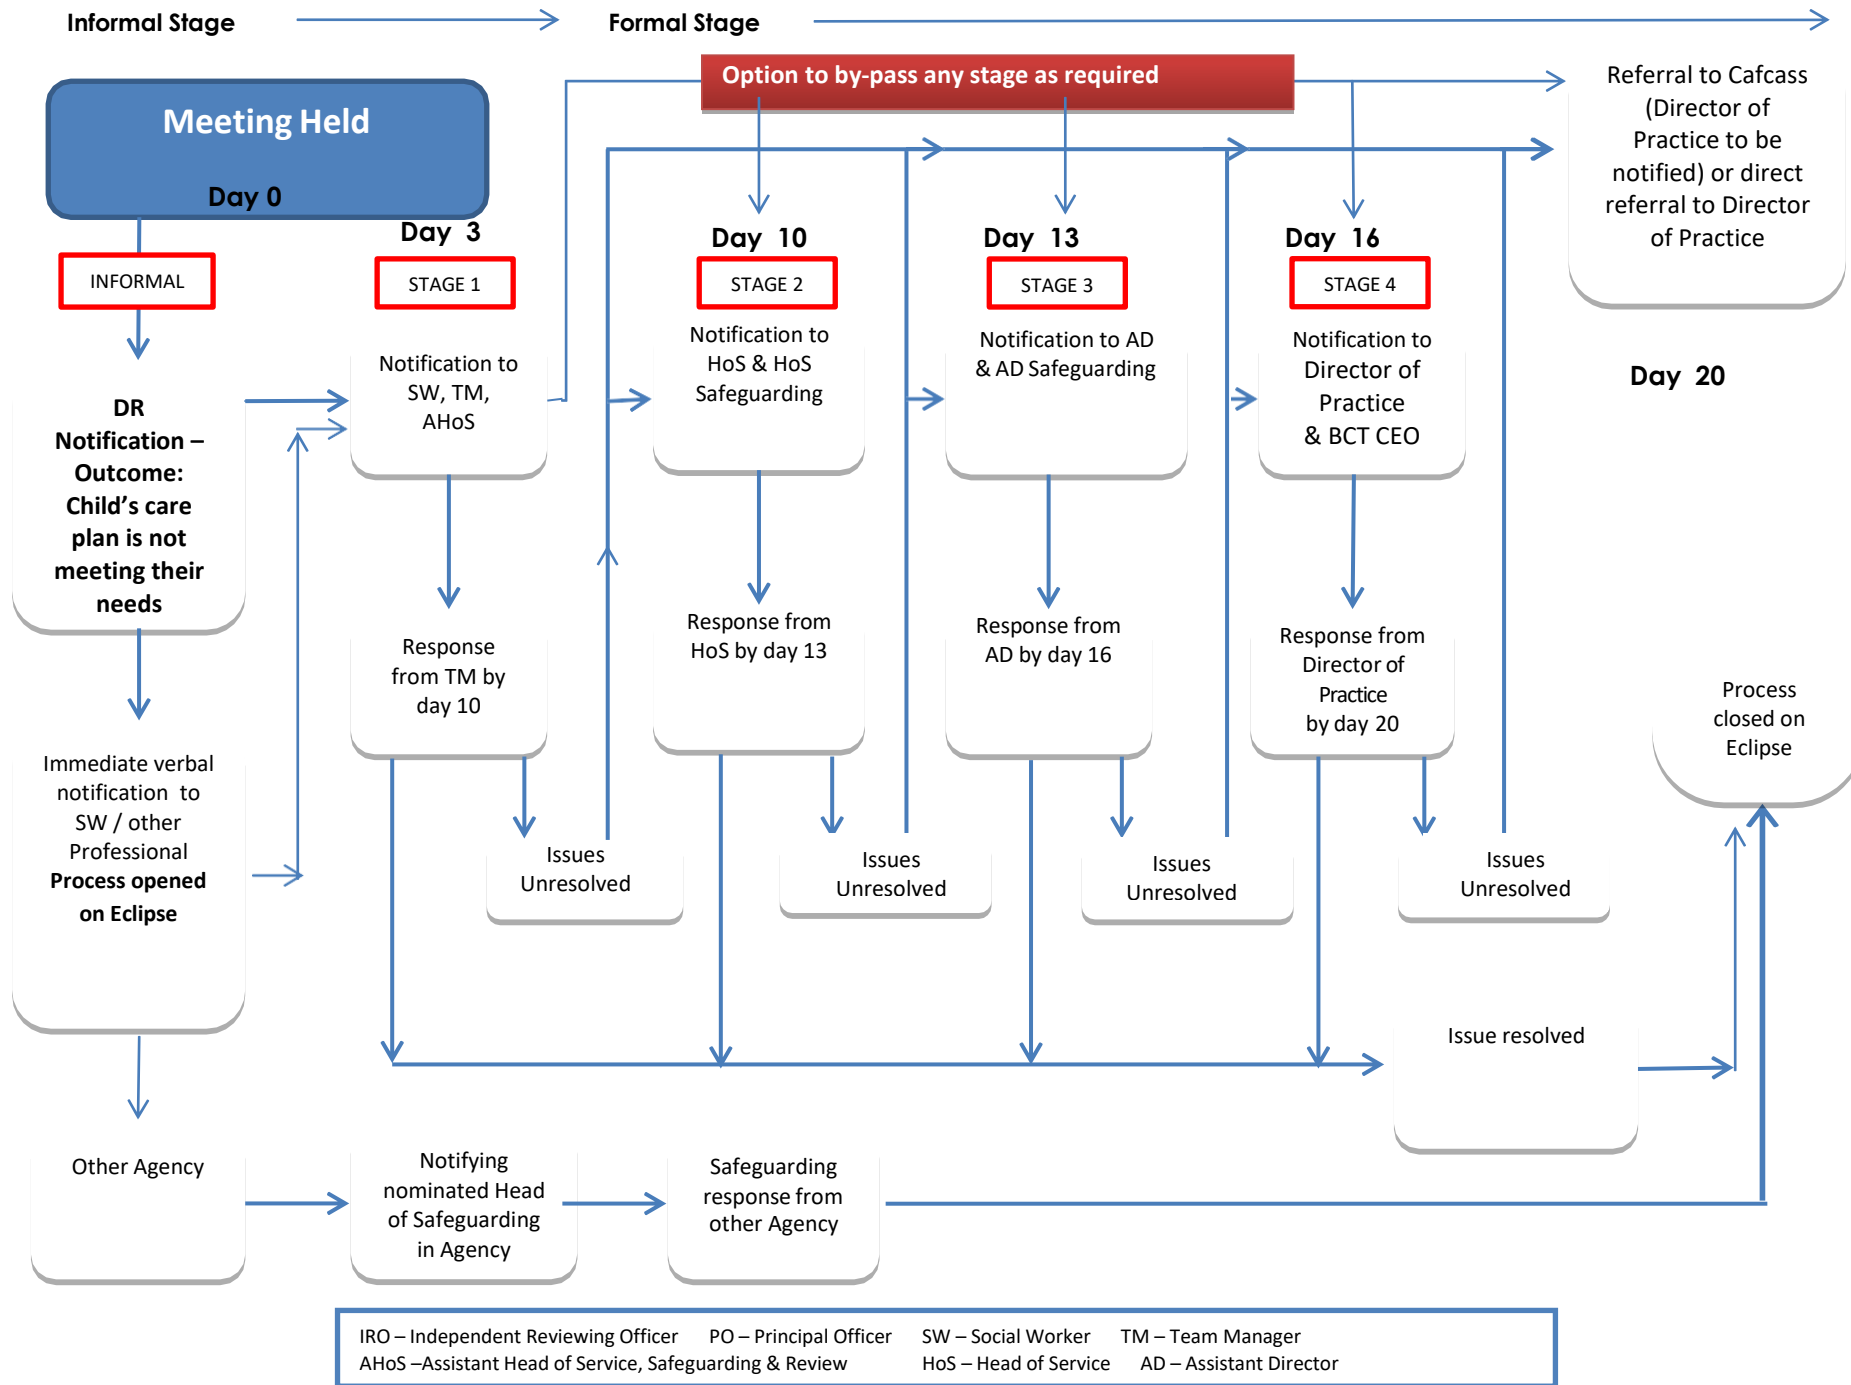 Informal Stage
Formal Stage
Option to by-pass any stage as required
Meeting Held
Day 0
Referral to Cafcass
(Director of
Practice to be
notified) or direct
referral to Director
of Practice
Day 3
Day 10
Day 13
Day 16
INFORMAL
STAGE 1
STAGE 2
STAGE 3
STAGE 4
DR
Notification –
Outcome:
Child’s care
plan is not
meeting their
needs
Notification to
SW, TM,
AHoS
Notification to
HoS & HoS
Safeguarding
Notification to AD
& AD Safeguarding
Notification to
Director of
Practice
& BCT CEO
Day 20
Response
from TM by
day 10
Response from
HoS by day 13
Response from
AD by day 16
Response from
Director of
Practice
by day 20
Process
closed on
Eclipse
Immediate verbal
notification to
SW / other
Professional
Process opened
on Eclipse
Issues
Unresolved
Issues
Unresolved
Issues
Unresolved
Issues
Unresolved
Issue resolved
Other Agency
Notifying
nominated Head
of Safeguarding
in Agency
Safeguarding
response from
other Agency
IRO – Independent Reviewing Officer PO – Principal Officer SW – Social Worker TM – Team Manager
AHoS –Assistant Head of Service, Safeguarding & Review HoS – Head of Service AD – Assistant Director